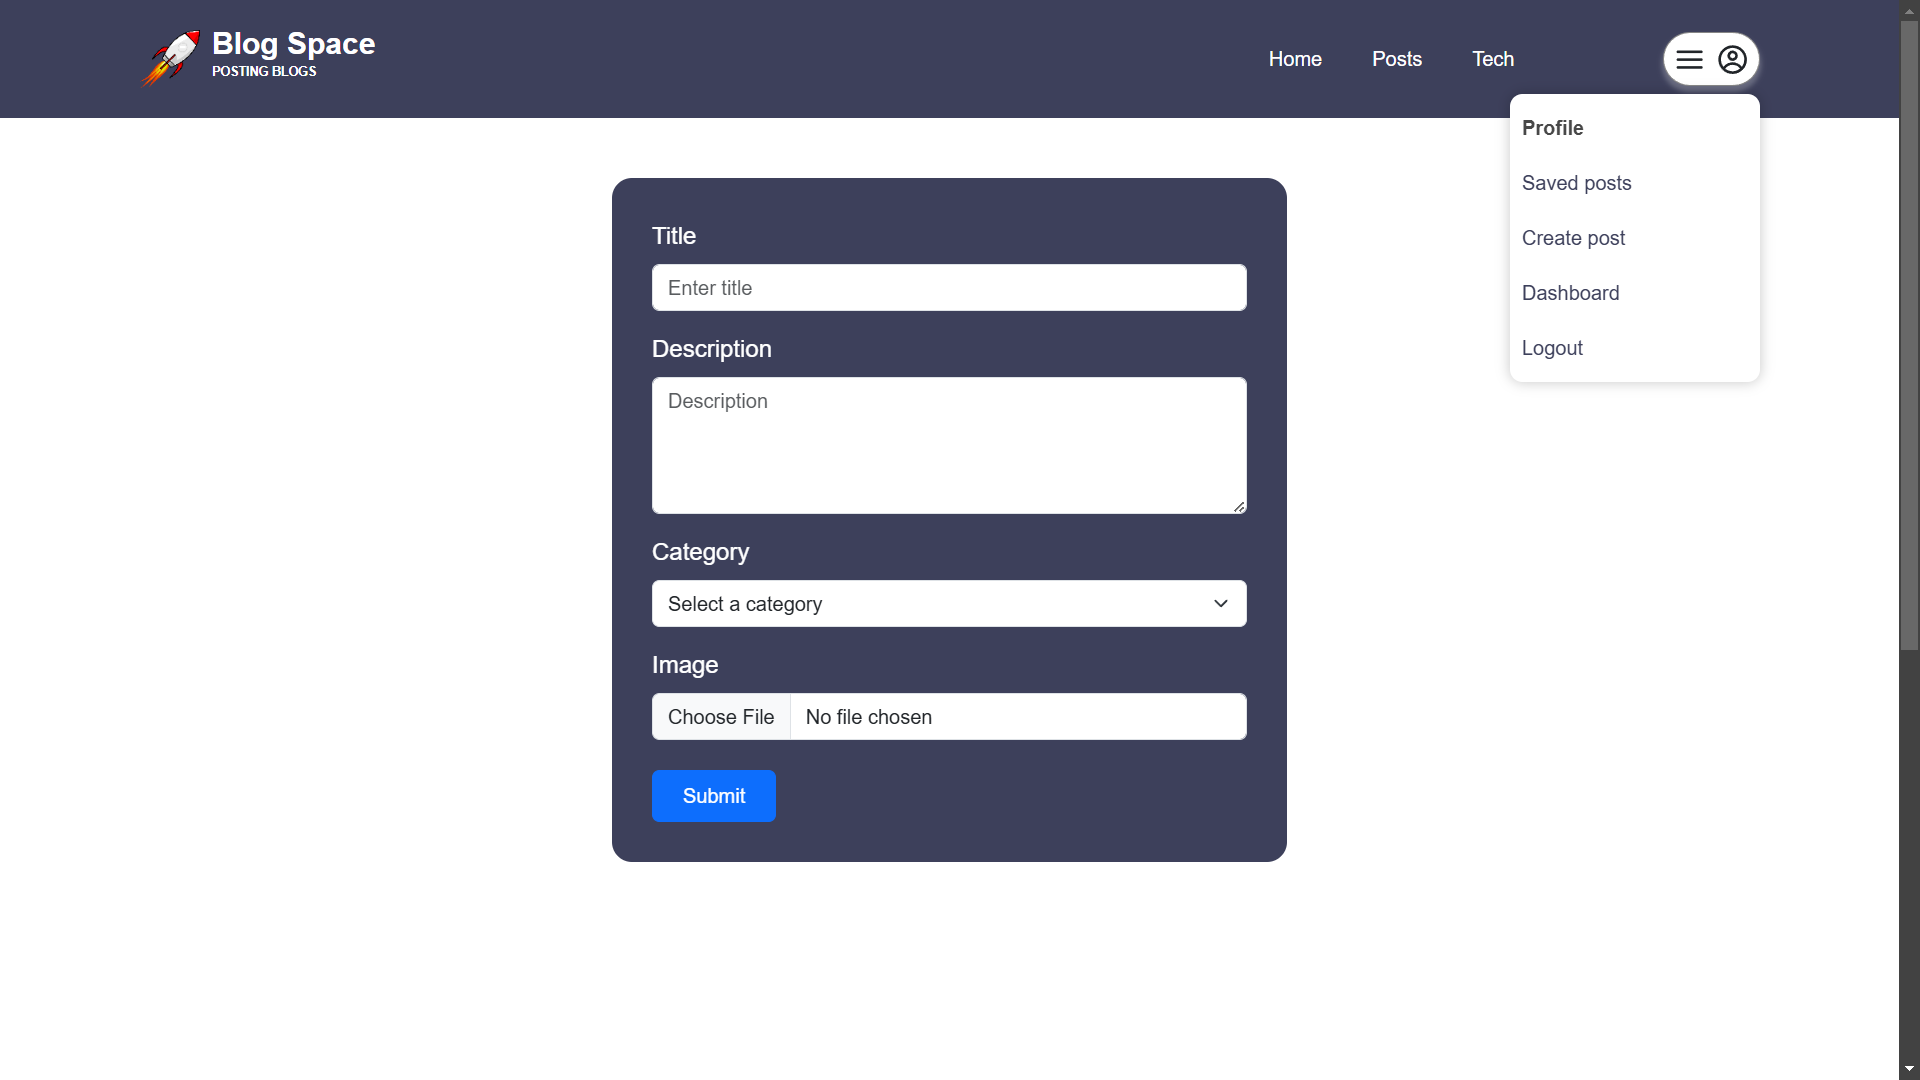 Blog Space
POSTING BLOGS
Home
Posts
Tech
Profile
Saved posts
Create post
Dashboard
Logout
Title
Enter title
Description
Description
Category
Select a category
Image
Choose File
No file chosen
Submit